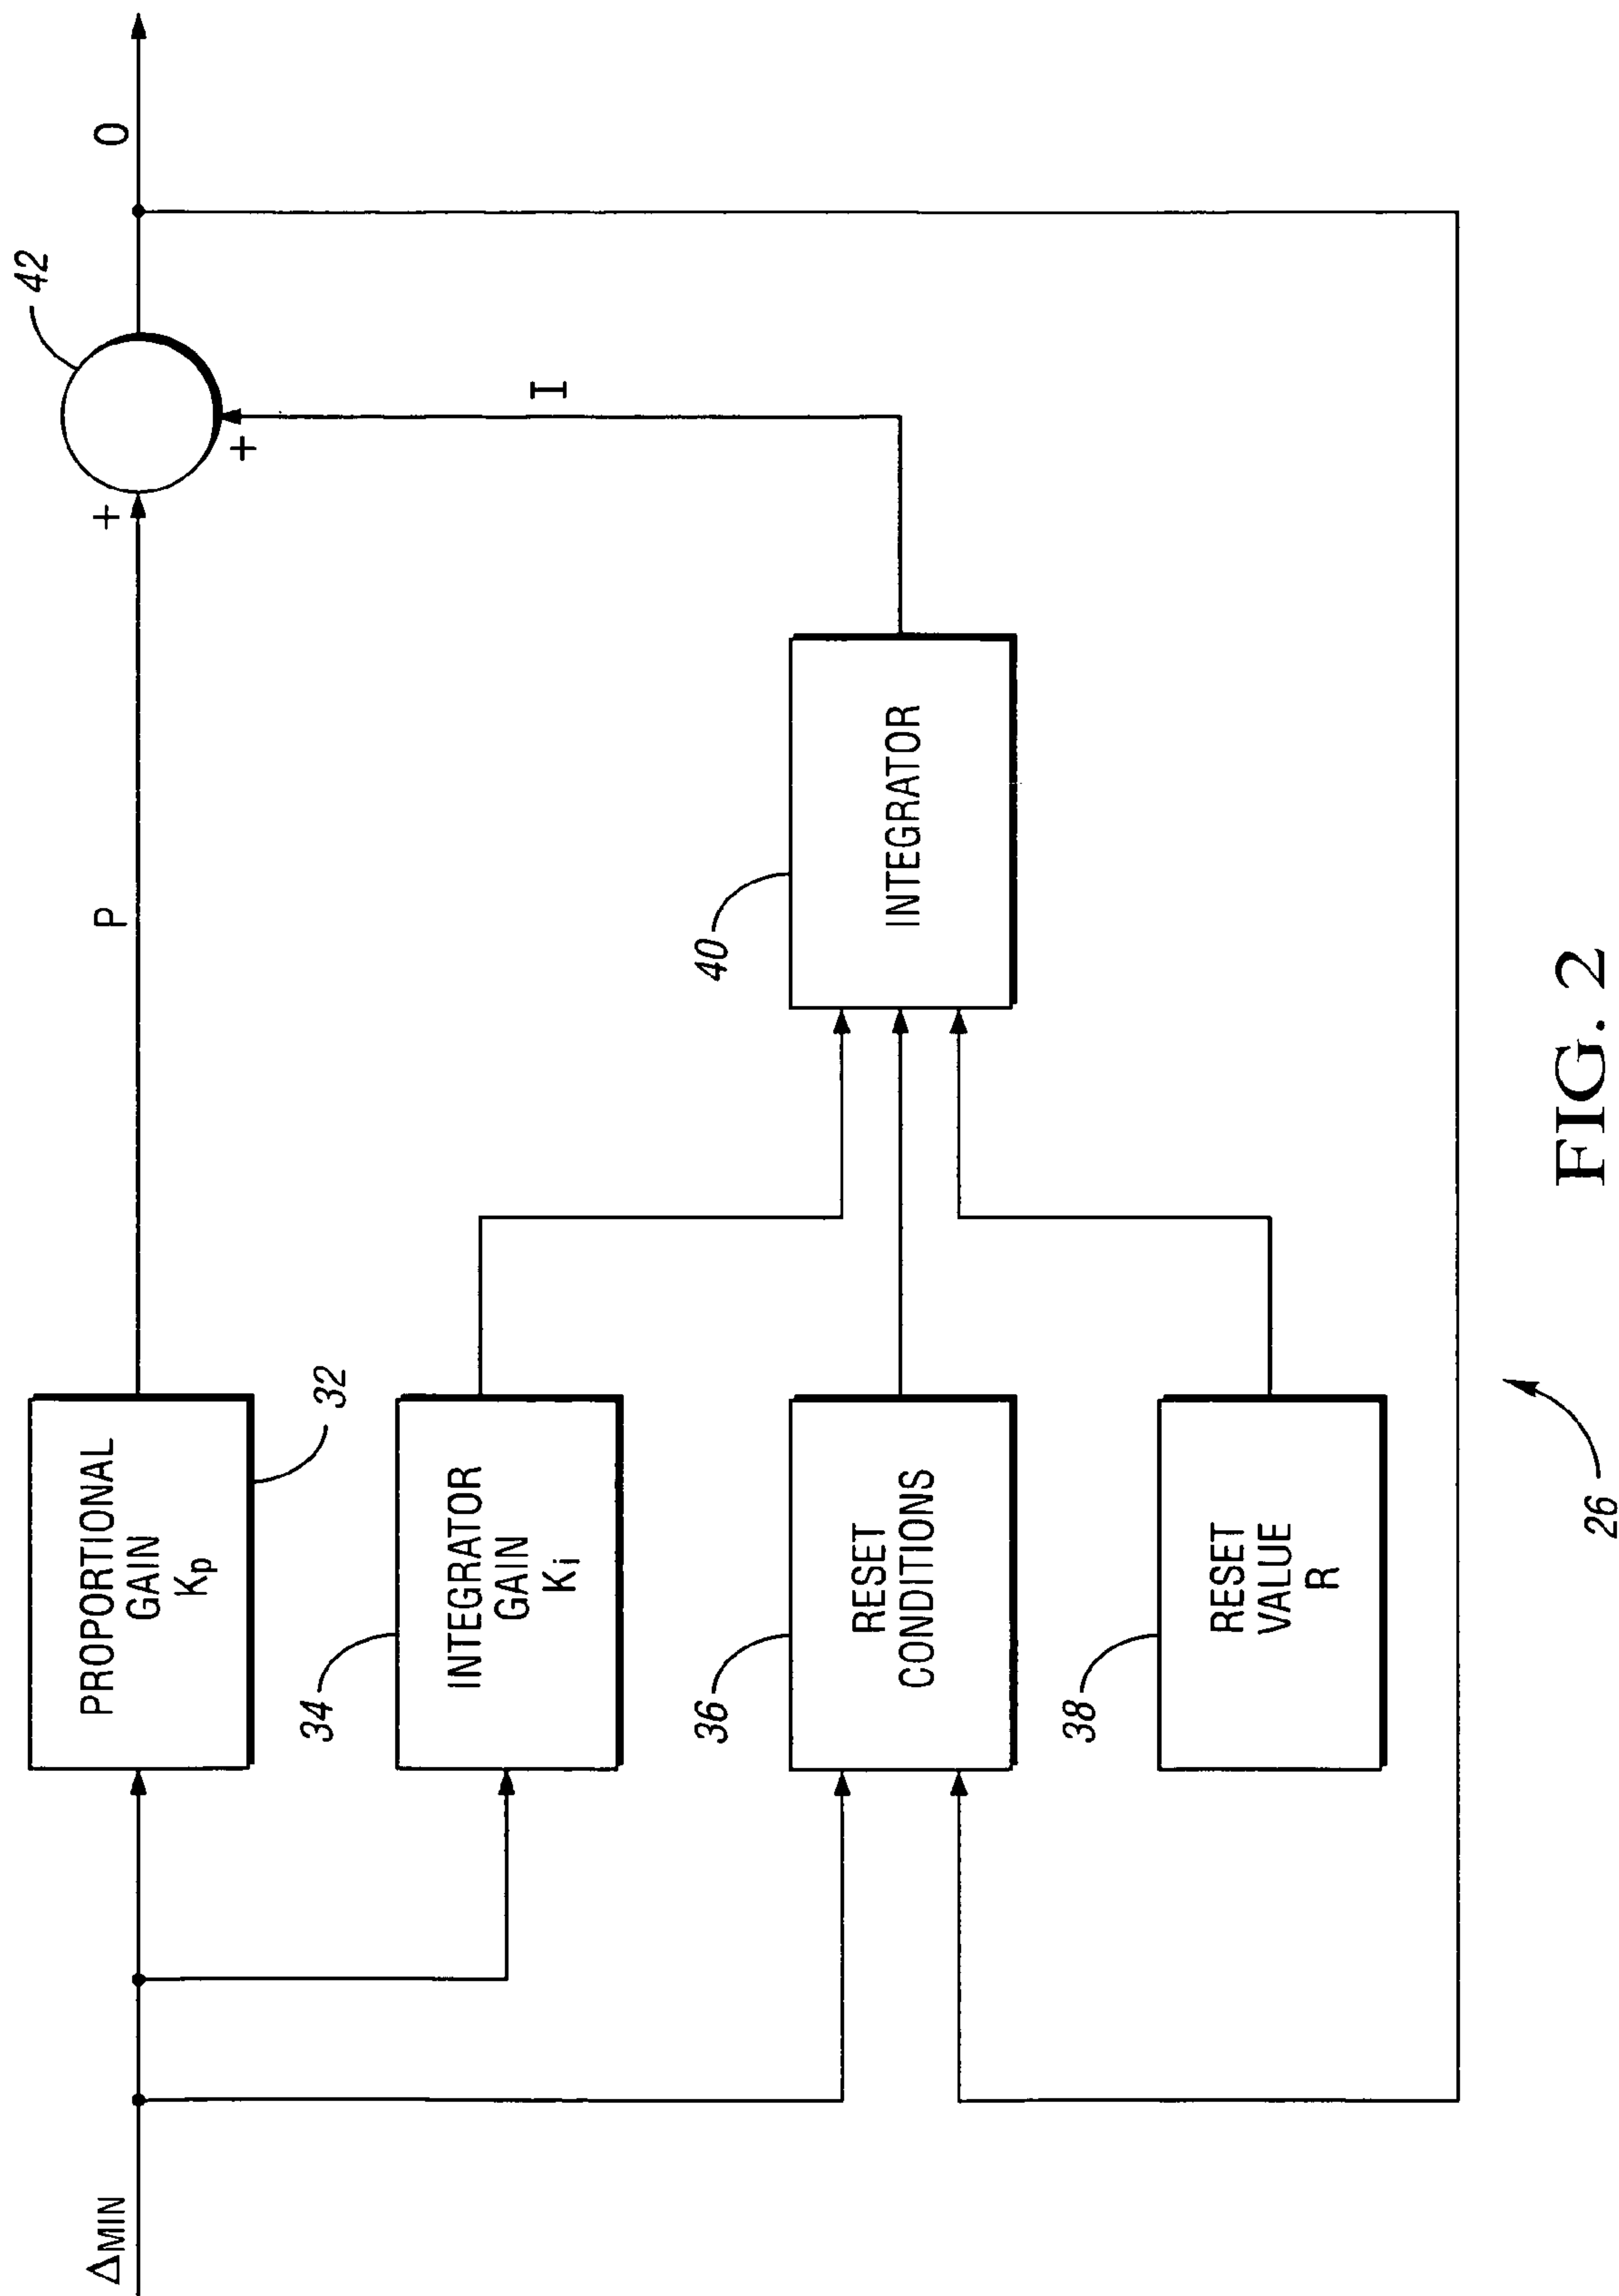 ΔMIN
PROPORTIONAL
GAIN
Kp
32
P
+
+
42
O
34
INTEGRATOR
GAIN
Ki
I
36
RESET
CONDITIONS
40
INTEGRATOR
38
RESET
VALUE
R
26
FIG. 2